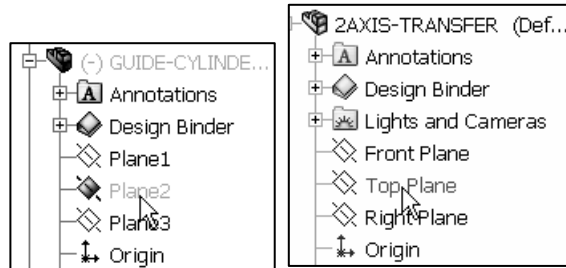 (-) GUIDE-CYLINDE...
Annotations
Design Binder
Plane1
Plane2
Plane3
Origin
2AXIS-TRANSFER (Def...
Annotations
Design Binder
Lights and Cameras
Front Plane
Top Plane
Right Plane
Origin